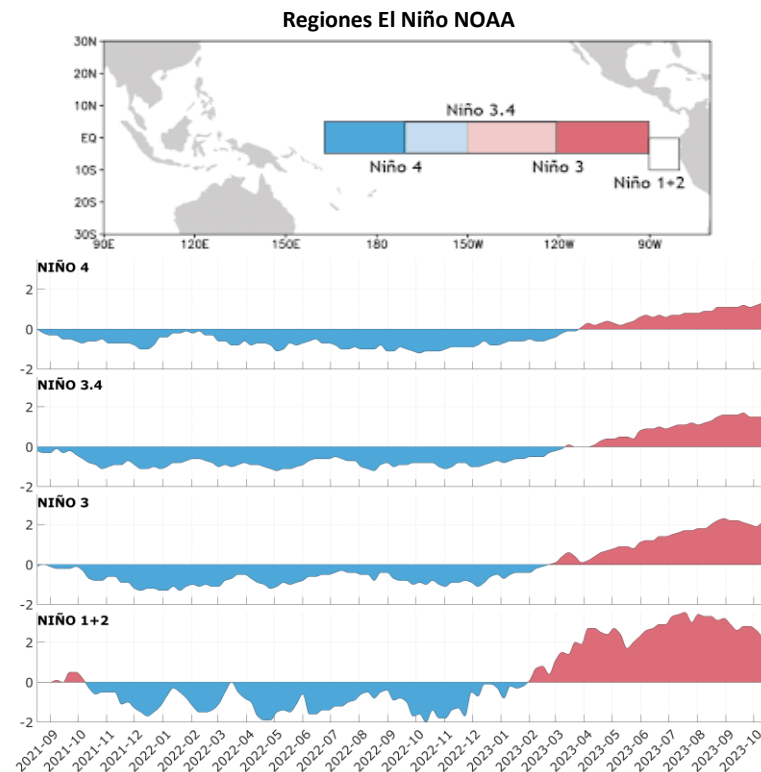 Regiones El Niño NOAA
30N
20N
10N
EQ
10S
20S
30S
Niño 3.4
Niño 4
Niño 3
Niño 1+2
90E
120E
150E
180
150W
120W
90W
NIÑO 4
2
0
-2
NIÑO 3.4
2
0
-2
NIÑO 3
2
0
-2
NIÑO 1+2
2
0
-2
2021-09
2021-10
2021-11
2021-12
2022-01
2022-02
2022-03
2022-04
2022-05
2022-06
2022-07
2022-08
2022-09
2022-10
2022-11
2022-12
2023-01
2023-02
2023-03
2023-04
2023-05
2023-06
2023-07
2023-08
2023-09
2023-10